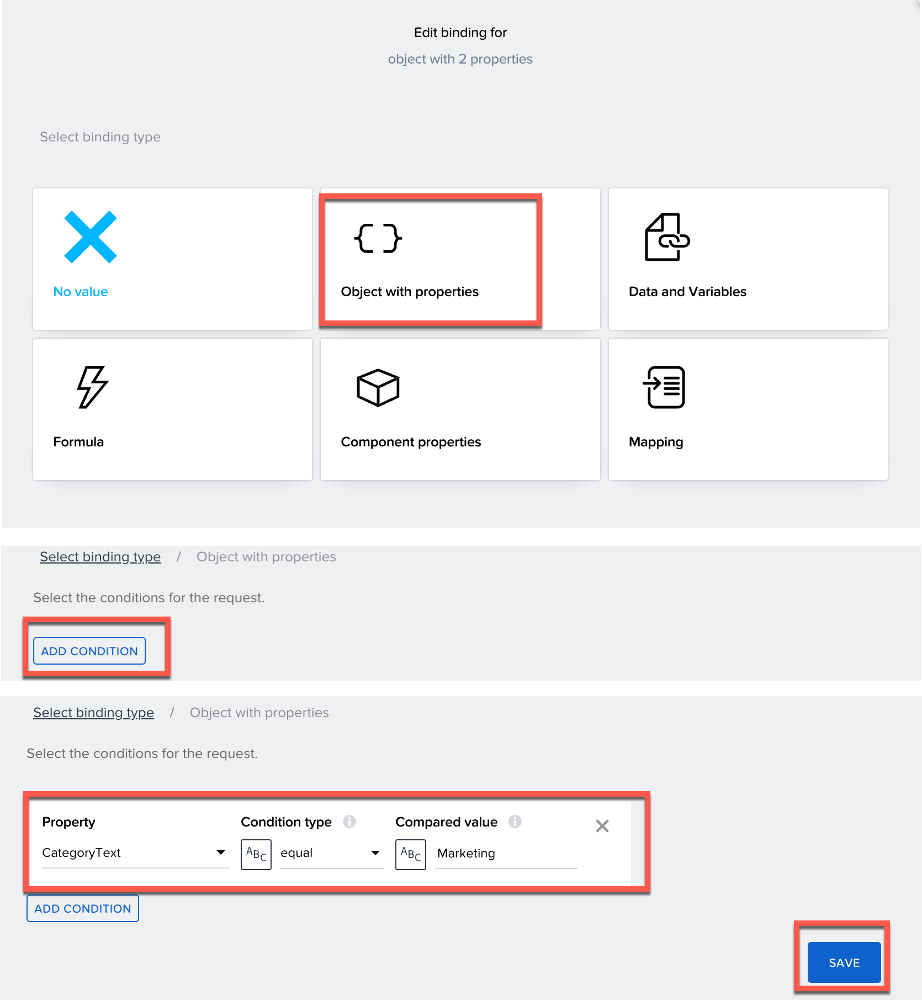 Edit binding for
object with 2 properties
Select binding type
No value
Object with properties
Data and Variables
Formula
Component properties
Mapping
Select binding type / Object with properties
Select the conditions for the request.
ADD CONDITION
Select binding type / Object with properties
Select the conditions for the request.
Property Condition type i Compared value i
CategoryText ABC equal ABC Marketing
ADD CONDITION
SAVE